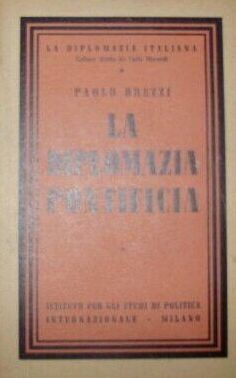 LA DIPLOMAZIA ITALIANA
PAOLO BREZZI
LA
DIPLOMAZIA
PONTIFICIA
ISTITUTO PER GLI STUDI DI POLITICA
INTERNAZIONALE - MILANO